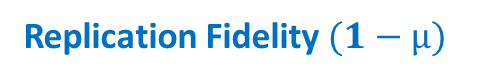 Replication Fidelity (1 − μ)